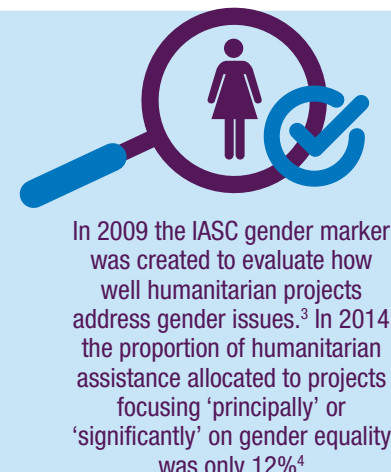 In 2009 the IASC gender marker
was created to evaluate how
well humanitarian projects
address gender issues.³ In 2014
the proportion of humanitarian
assistance allocated to projects
focusing ‘principally’ or
‘significantly’ on gender equality
was only 12%⁴